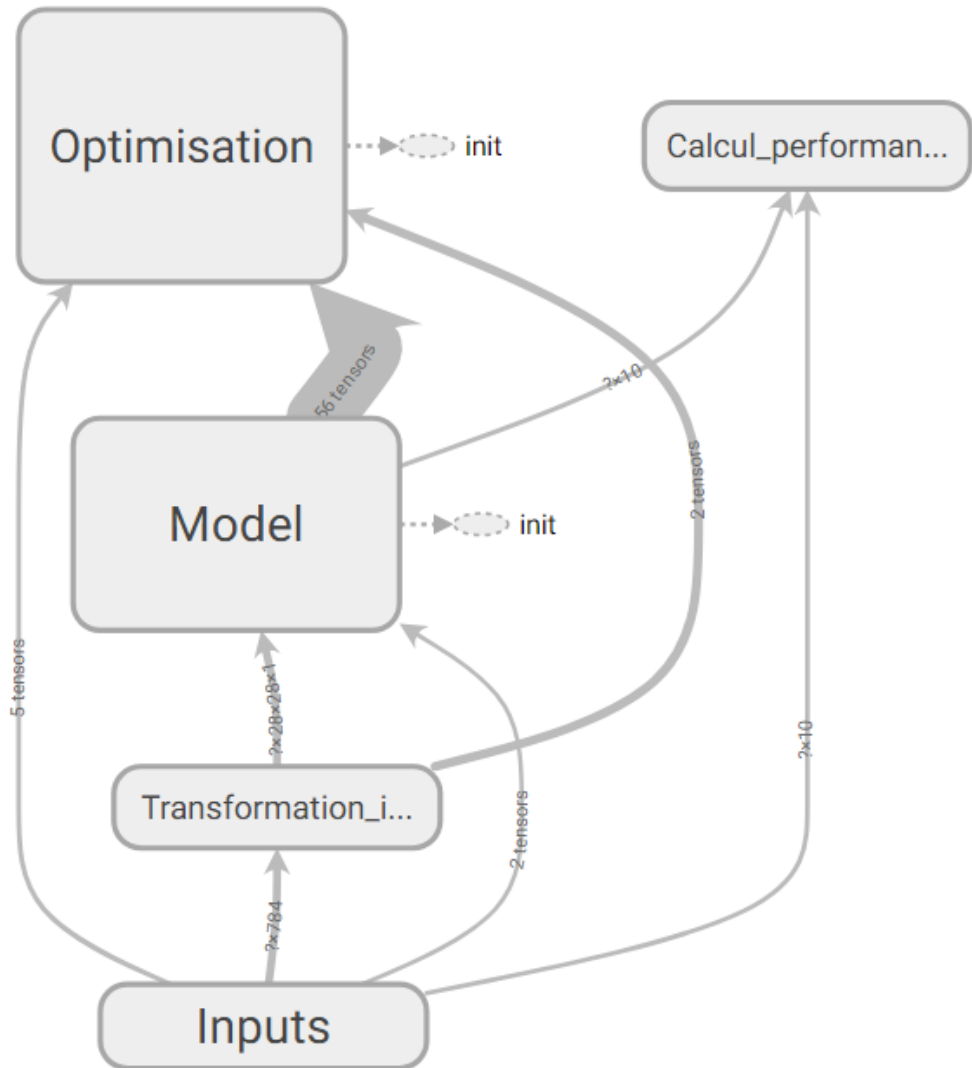 Optimisation
init
Calcul_performan...
56 tensors
?×10
2 tensors
Model
init
5 tensors
?×28×28×1
?×10
Transformation_i...
2 tensors
?×784
Inputs